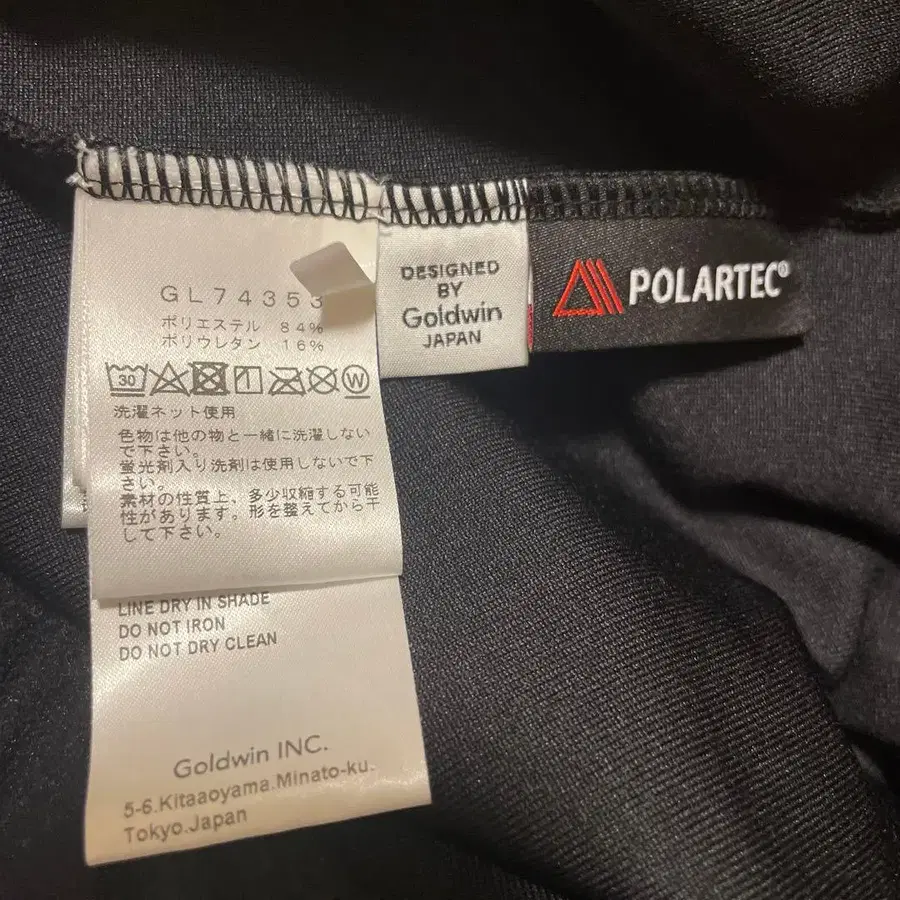 GL74353
ポリエステル 84%
ポリウレタン 16%
30 W
洗濯ネット使用
色物は他の物と一緒に洗濯しない
で下さい。
蛍光剤入り洗剤は使用しないで下
さい。
素材の性質上、多少収縮する可能
性があります。形を整えてから干
して下さい。
LINE DRY IN SHADE
DO NOT IRON
DO NOT DRY CLEAN
Goldwin INC.
5-6.Kitaaoyama.Minato-ku.
Tokyo.Japan
DESIGNED
BY
Goldwin
JAPAN
POLARTEC®